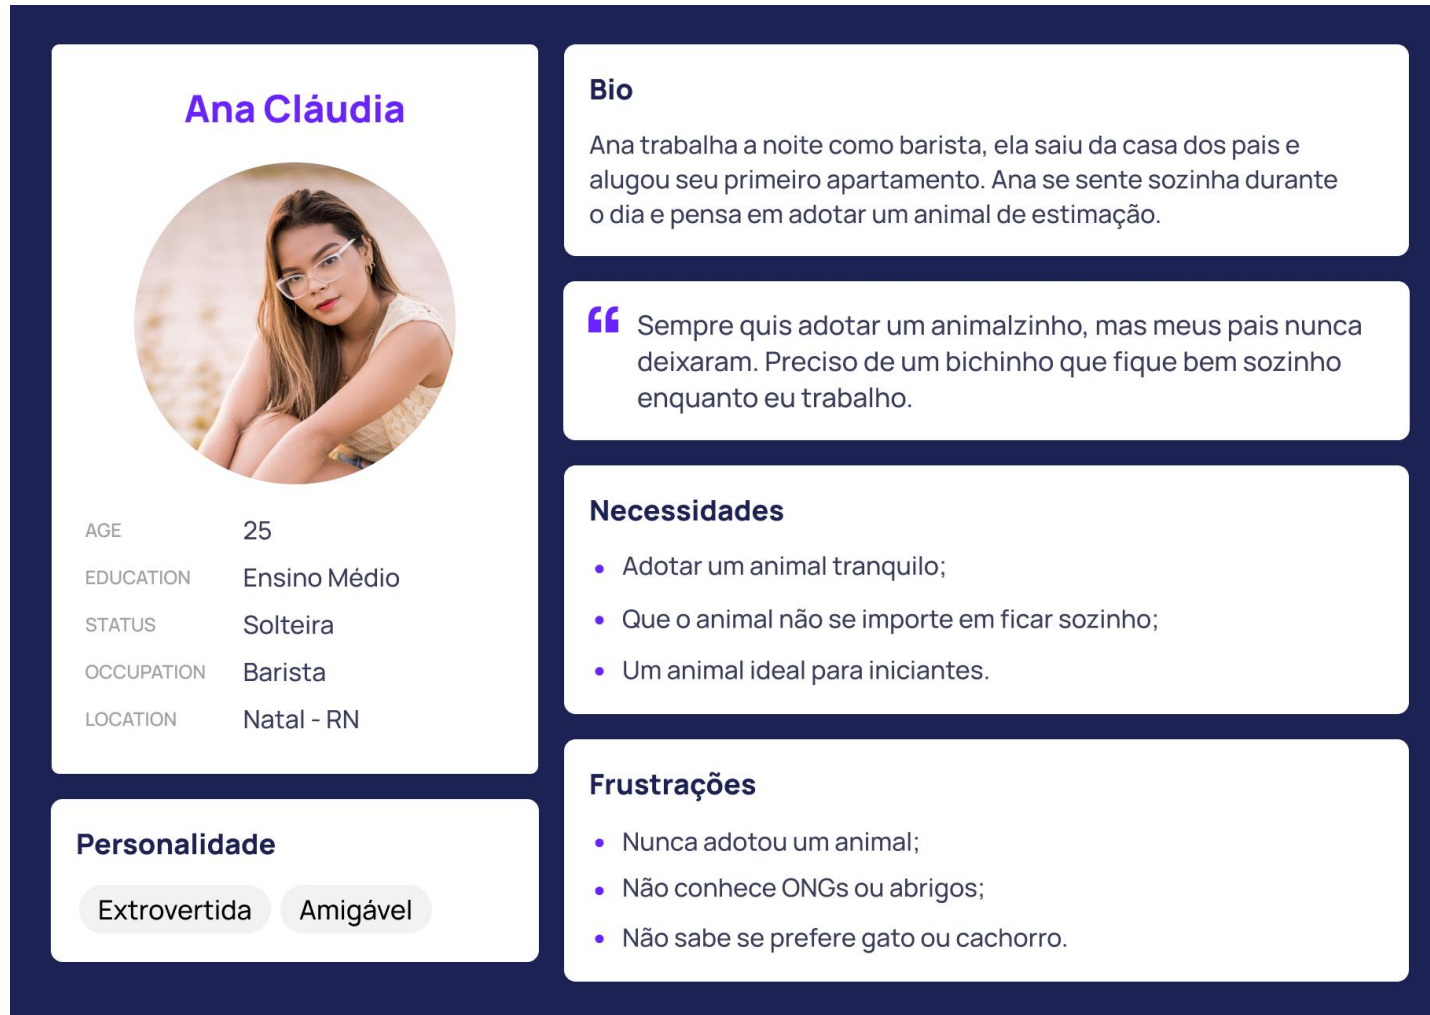 Ana Cláudia
AGE 25
EDUCATION Ensino Médio
STATUS Solteira
OCCUPATION Barista
LOCATION Natal - RN
Personalidade
Extrovertida Amigável
Bio
Ana trabalha a noite como barista, ela saiu da casa dos pais e
alugou seu primeiro apartamento. Ana se sente sozinha durante
o dia e pensa em adotar um animal de estimação.
“ Sempre quis adotar um animalzinho, mas meus pais nunca
deixaram. Preciso de um bichinho que fique bem sozinho
enquanto eu trabalho.
Necessidades
• Adotar um animal tranquilo;
• Que o animal não se importe em ficar sozinho;
• Um animal ideal para iniciantes.
Frustrações
• Nunca adotou um animal;
• Não conhece ONGs ou abrigos;
• Não sabe se prefere gato ou cachorro.